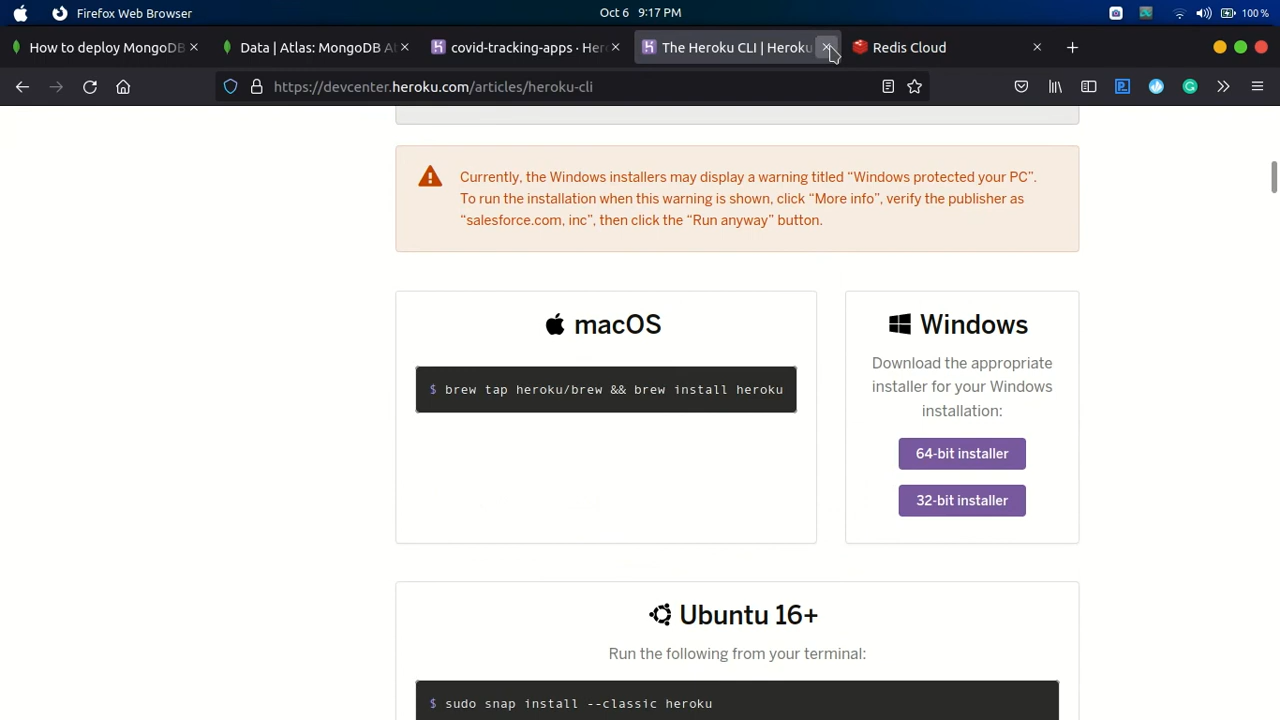 Firefox Web Browser
Oct 6 9:17 PM
100 %
How to deploy MongoDB
Data | Atlas: MongoDB A
covid-tracking-apps · Her
The Heroku CLI | Heroku
Redis Cloud
https://devcenter.heroku.com/articles/heroku-cli
Currently, the Windows installers may display a warning titled “Windows protected your PC”.
To run the installation when this warning is shown, click “More info”, verify the publisher as
“salesforce.com, inc”, then click the “Run anyway” button.
macOS
$ brew tap heroku/brew && brew install heroku
Windows
Download the appropriate
installer for your Windows
installation:
64-bit installer
32-bit installer
Ubuntu 16+
Run the following from your terminal:
$ sudo snap install --classic heroku